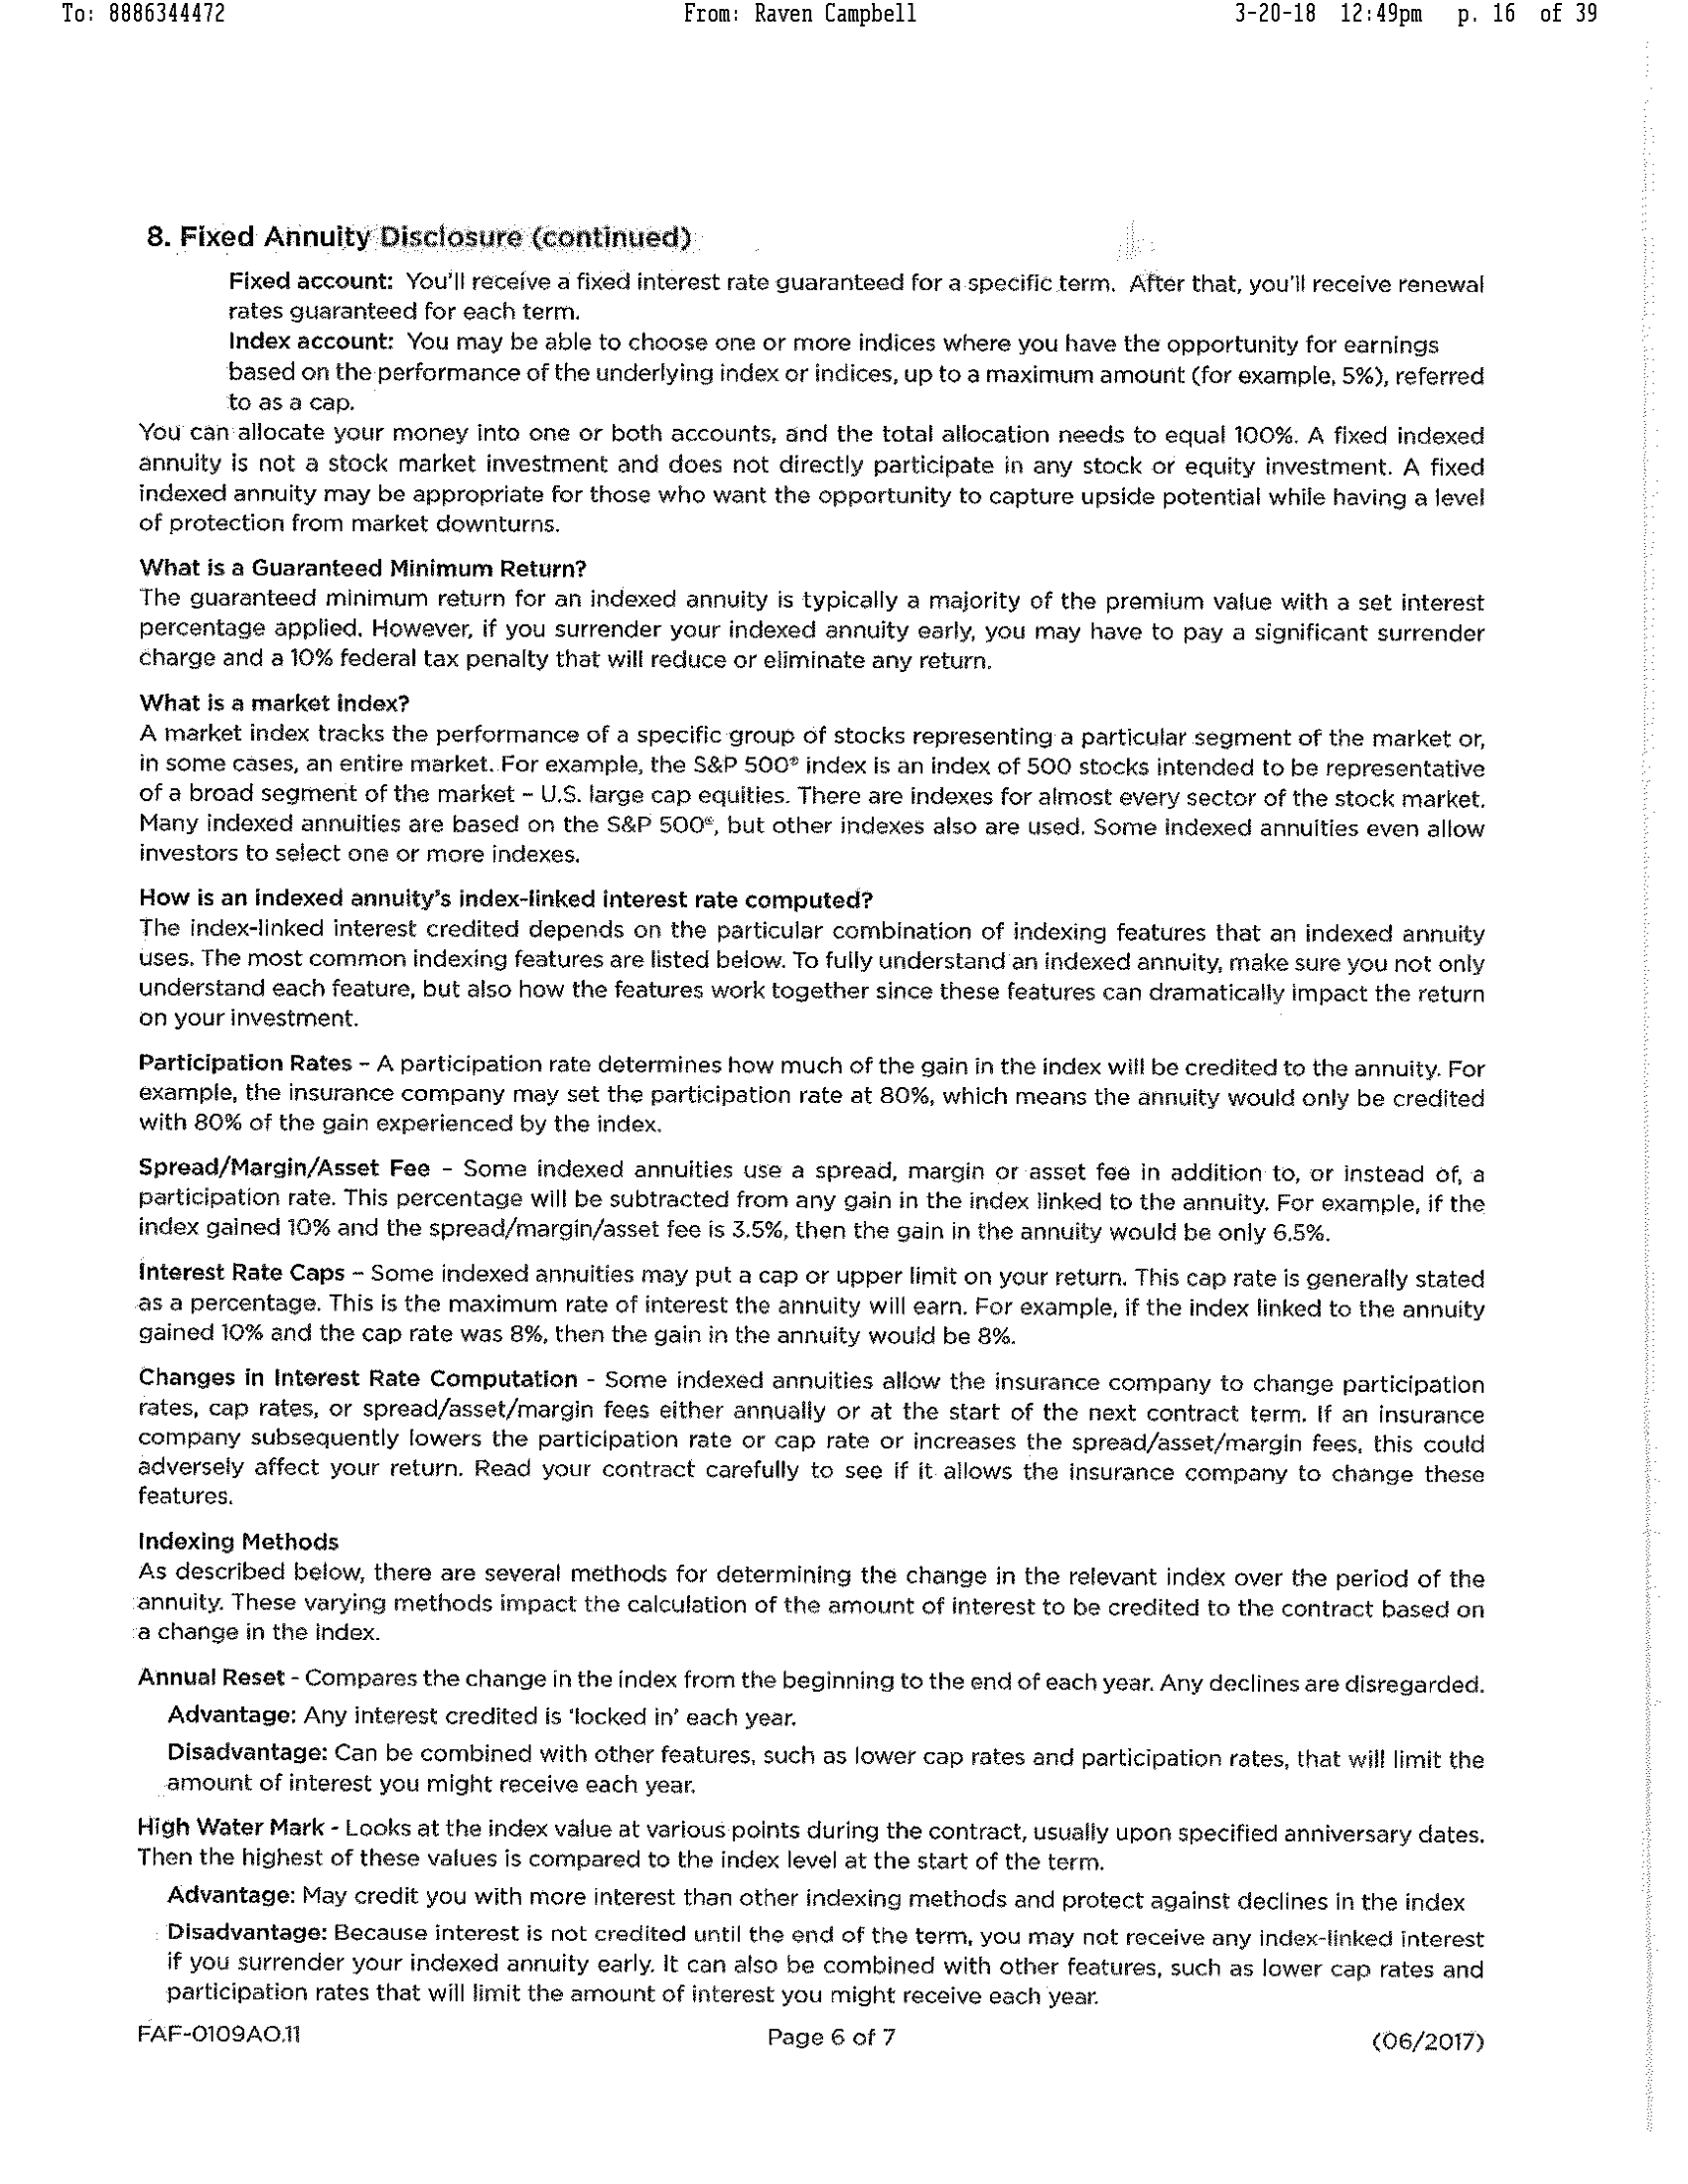 To: 8886344472 From: Raven Campbell 3-20-18 12:49pm p. 16 of 39
8. Fixed Annuity Disclosure (continued)
Fixed account: You'll receive a fixed interest rate guaranteed for a specific term. After that, you'll receive renewal
rates guaranteed for each term.
Index account: You may be able to choose one or more indices where you have the opportunity for earnings
based on the performance of the underlying index or indices, up to a maximum amount (for example, 5%), referred
to as a cap.
You can allocate your money into one or both accounts, and the total allocation needs to equal 100%. A fixed indexed
annuity is not a stock market investment and does not directly participate in any stock or equity investment. A fixed
indexed annuity may be appropriate for those who want the opportunity to capture upside potential while having a level
of protection from market downturns.
What is a Guaranteed Minimum Return?
The guaranteed minimum return for an indexed annuity is typically a majority of the premium value with a set interest
percentage applied. However, if you surrender your indexed annuity early, you may have to pay a significant surrender
charge and a 10% federal tax penalty that will reduce or eliminate any return.
What is a market index?
A market index tracks the performance of a specific group of stocks representing a particular segment of the market or,
in some cases, an entire market. For example, the S&P 500® index is an index of 500 stocks intended to be representative
of a broad segment of the market – U.S. large cap equities. There are indexes for almost every sector of the stock market.
Many indexed annuities are based on the S&P 500®, but other indexes also are used. Some indexed annuities even allow
investors to select one or more indexes.
How is an indexed annuity's index-linked interest rate computed?
The index-linked interest credited depends on the particular combination of indexing features that an indexed annuity
uses. The most common indexing features are listed below. To fully understand an indexed annuity, make sure you not only
understand each feature, but also how the features work together since these features can dramatically impact the return
on your investment.
Participation Rates – A participation rate determines how much of the gain in the index will be credited to the annuity. For
example, the insurance company may set the participation rate at 80%, which means the annuity would only be credited
with 80% of the gain experienced by the index.
Spread/Margin/Asset Fee – Some indexed annuities use a spread, margin or asset fee in addition to, or instead of, a
participation rate. This percentage will be subtracted from any gain in the index linked to the annuity. For example, if the
index gained 10% and the spread/margin/asset fee is 3.5%, then the gain in the annuity would be only 6.5%.
Interest Rate Caps – Some indexed annuities may put a cap or upper limit on your return. This cap rate is generally stated
as a percentage. This is the maximum rate of interest the annuity will earn. For example, if the index linked to the annuity
gained 10% and the cap rate was 8%, then the gain in the annuity would be 8%.
Changes in Interest Rate Computation - Some indexed annuities allow the insurance company to change participation
rates, cap rates, or spread/asset/margin fees either annually or at the start of the next contract term. If an insurance
company subsequently lowers the participation rate or cap rate or increases the spread/asset/margin fees, this could
adversely affect your return. Read your contract carefully to see if it allows the insurance company to change these
features.
Indexing Methods
As described below, there are several methods for determining the change in the relevant index over the period of the
annuity. These varying methods impact the calculation of the amount of interest to be credited to the contract based on
a change in the index.
Annual Reset - Compares the change in the index from the beginning to the end of each year. Any declines are disregarded.
Advantage: Any interest credited is 'locked in' each year.
Disadvantage: Can be combined with other features, such as lower cap rates and participation rates, that will limit the
amount of interest you might receive each year.
High Water Mark - Looks at the index value at various points during the contract, usually upon specified anniversary dates.
Then the highest of these values is compared to the index level at the start of the term.
Advantage: May credit you with more interest than other indexing methods and protect against declines in the index
Disadvantage: Because interest is not credited until the end of the term, you may not receive any index-linked interest
if you surrender your indexed annuity early. It can also be combined with other features, such as lower cap rates and
participation rates that will limit the amount of interest you might receive each year.
FAF-0109AO.11 Page 6 of 7 (06/2017)